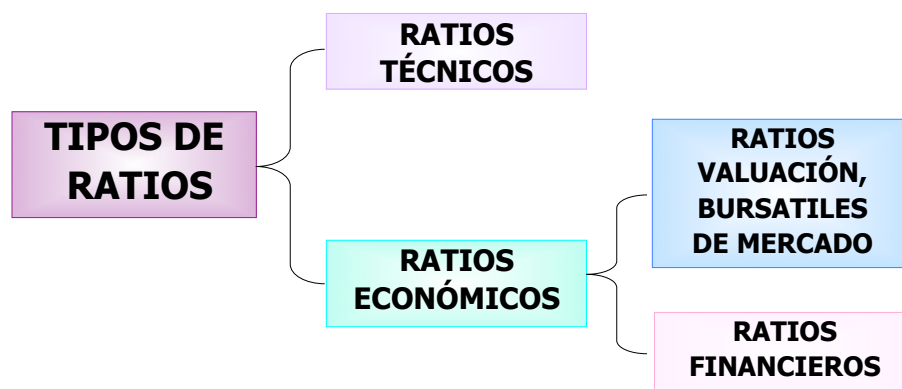 TIPOS DE
RATIOS
RATIOS
TÉCNICOS
RATIOS
ECONÓMICOS
RATIOS
VALUACIÓN,
BURSATILES
DE MERCADO
RATIOS
FINANCIEROS